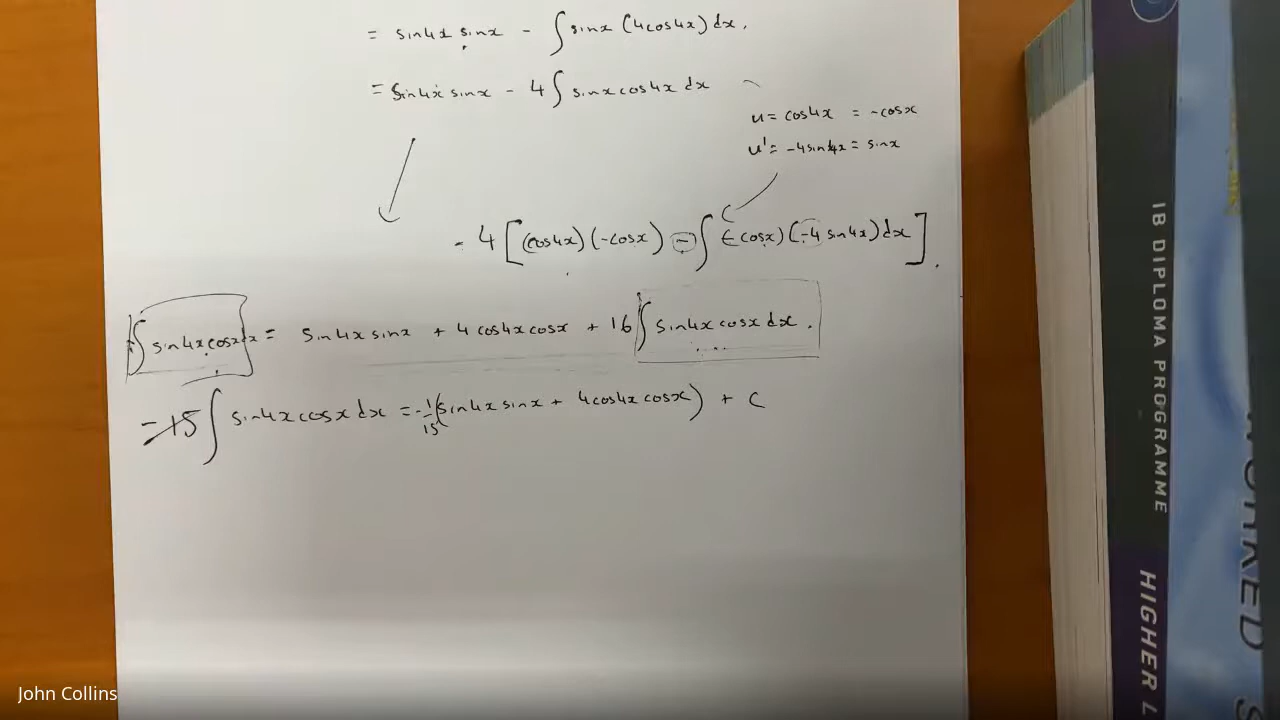 = sin4x sinx - ∫ sinx (4cos4x) dx.
= sin4x sinx - 4 ∫ sinx cos4x dx
u = cos4x = -cosx
u' = -4sin4x = sinx
- 4 [ (cos4x)(-cosx) - ∫ (-cosx)(-4 sin4x) dx ].
∫ sin4x cosx dx = sin4x sinx + 4 cos4x cosx + 16 ∫ sin4x cosx dx.
-15 ∫ sin4x cosx dx = -1/15 (sin4x sinx + 4cos4x cosx) + C
IB DIPLOMA PROGRAMME
HIGHER L
WORKED S
John Collins